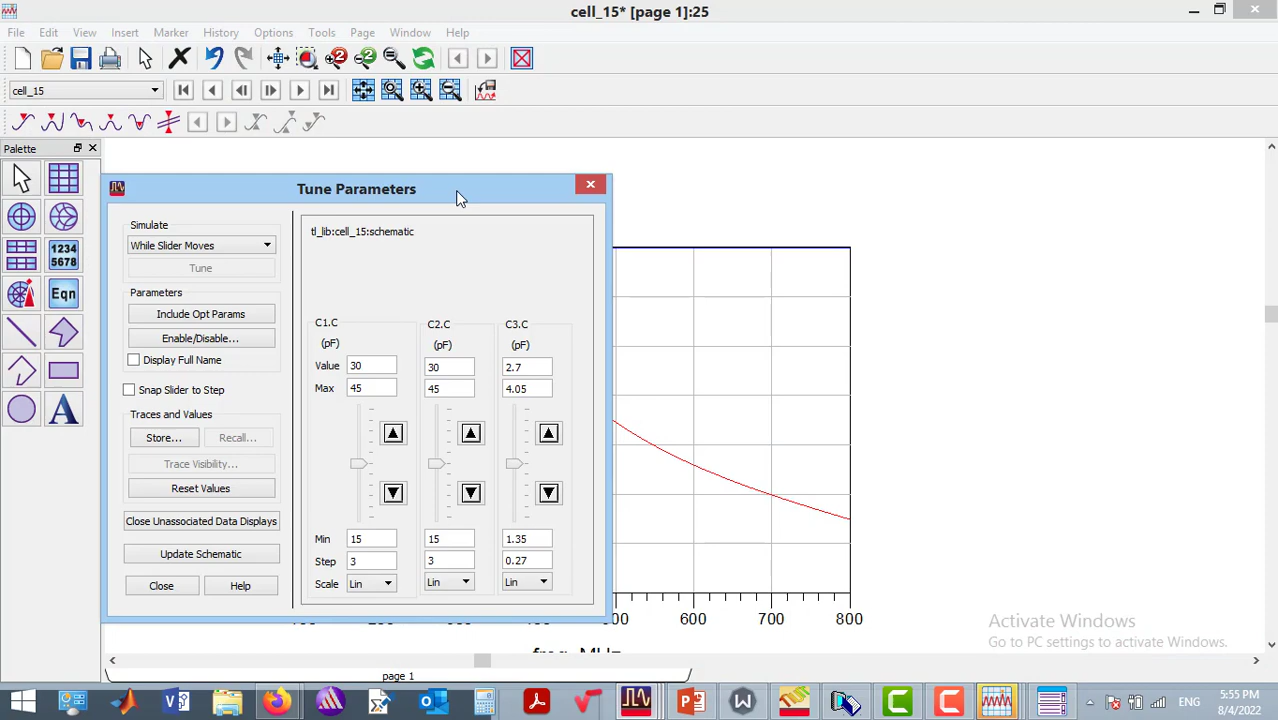 cell_15* [page 1]:25
File Edit View Insert Marker History Options Tools Page Window Help
cell_15
Palette
Tune Parameters
Simulate
While Slider Moves
Tune
Parameters
Include Opt Params
Enable/Disable...
Display Full Name
Snap Slider to Step
Traces and Values
Store... Recall...
Trace Visibility...
Reset Values
Close Unassociated Data Displays
Update Schematic
Close Help
tl_lib:cell_15:schematic
C1.C C2.C C3.C
(pF) (pF) (pF)
Value 30 30 2.7
Max 45 45 4.05
Min 15 15 1.35
Step 3 3 0.27
Scale Lin Lin Lin
1234
5678
Eqn
A
600 700 800
page 1
Activate Windows
Go to PC settings to activate Windows.
ENG
5:55 PM
8/4/2022